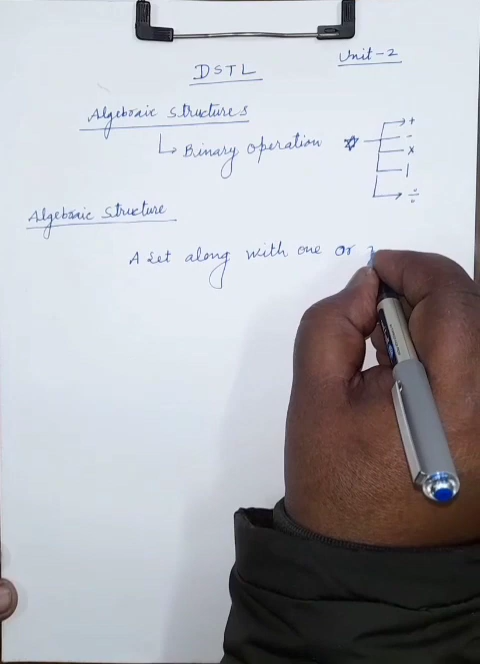 Unit-2
DSTL
Algebraic Structures
Binary operation * + - × | ÷
Algebraic Structure
A Set along with one or